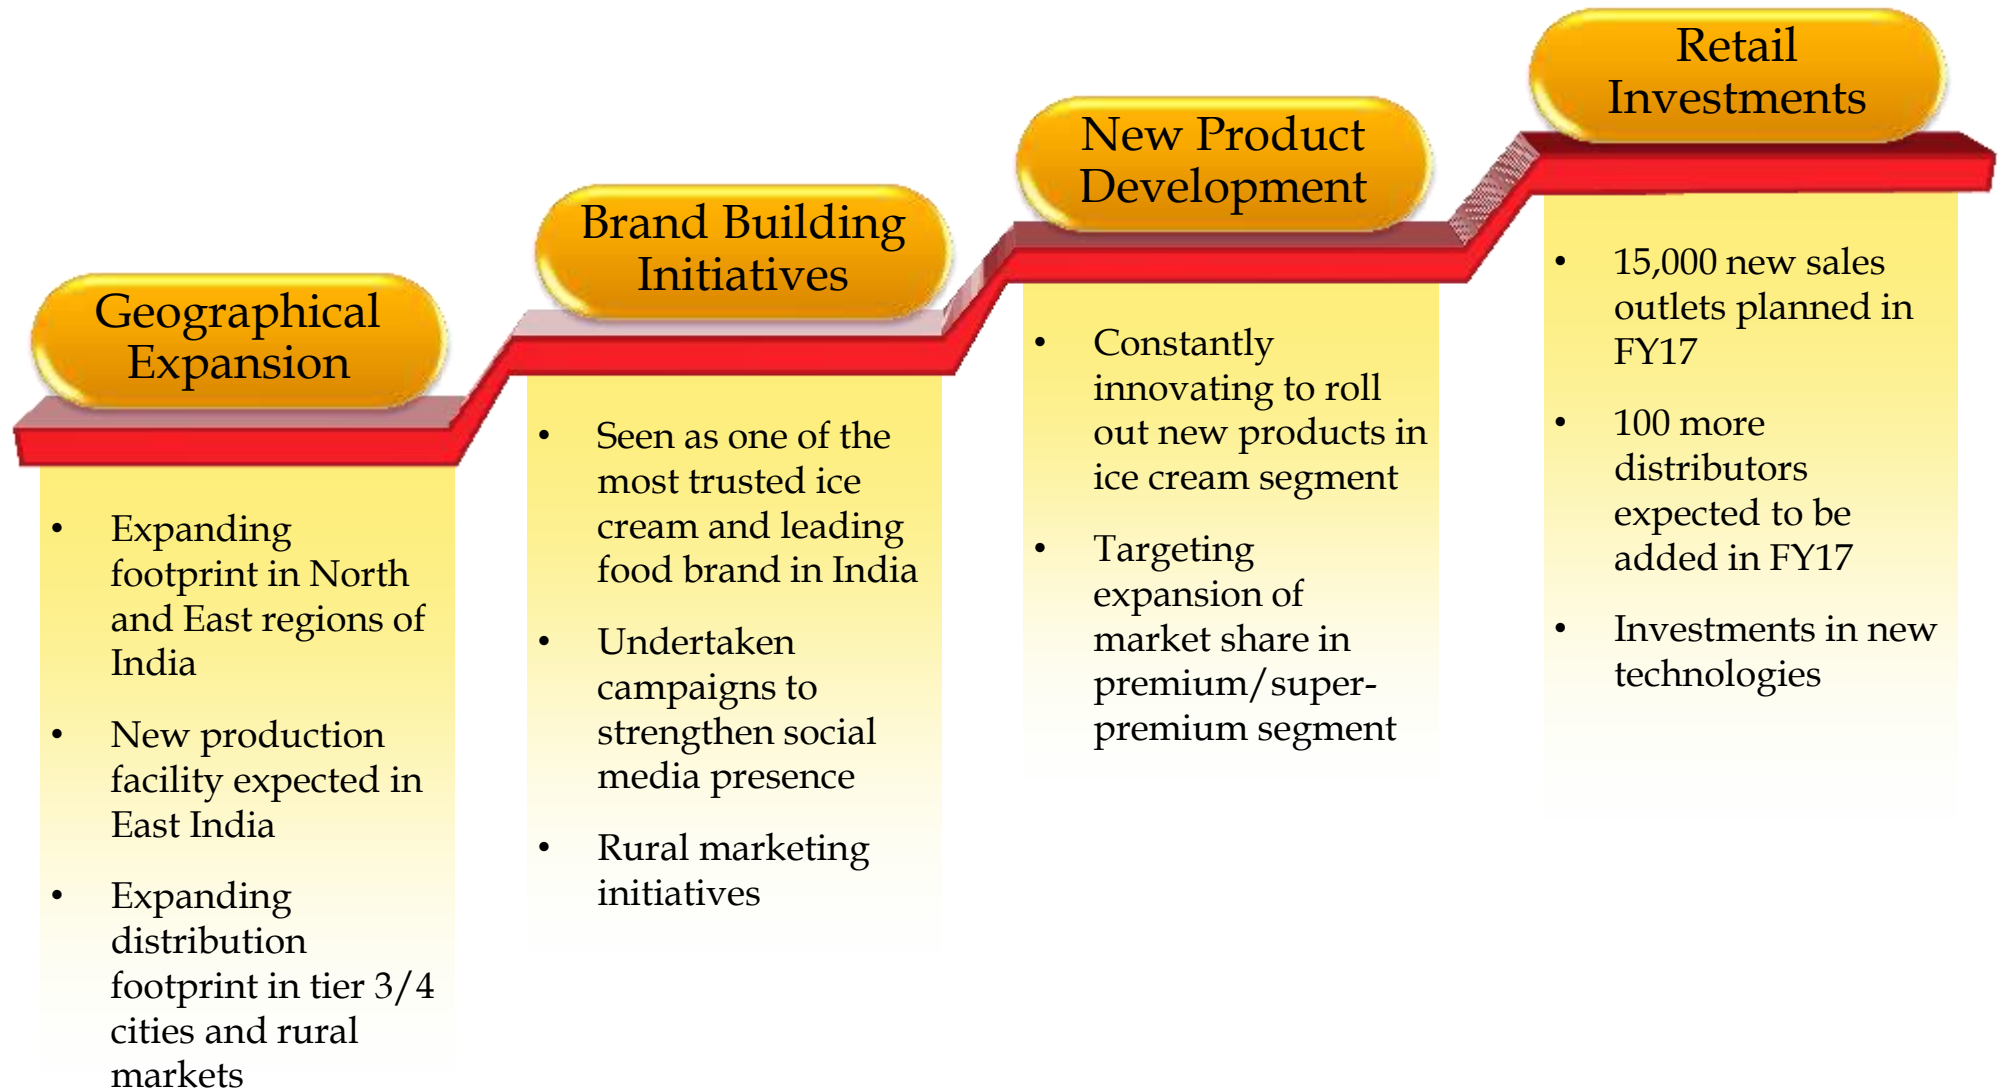 Geographical
Expansion
• Expanding
footprint in North
and East regions of
India
• New production
facility expected in
East India
• Expanding
distribution
footprint in tier 3/4
cities and rural
markets
Brand Building
Initiatives
• Seen as one of the
most trusted ice
cream and leading
food brand in India
• Undertaken
campaigns to
strengthen social
media presence
• Rural marketing
initiatives
New Product
Development
• Constantly
innovating to roll
out new products in
ice cream segment
• Targeting
expansion of
market share in
premium/super-
premium segment
Retail
Investments
• 15,000 new sales
outlets planned in
FY17
• 100 more
distributors
expected to be
added in FY17
• Investments in new
technologies